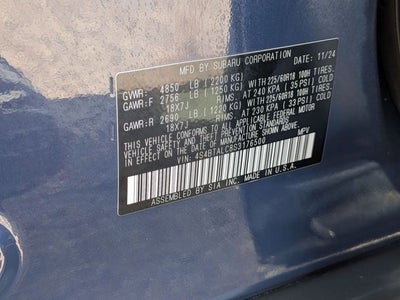 MFD BY SUBARU CORPORATION DATE: 11/24
GVWR: 4850 LB (2200 KG)
GAWR:F 2756 LB (1250 KG) WITH 225/60R18 100H TIRES.
18X7J RIMS. AT 240 KPA (35 PSI) COLD
GAWR:R 2690 LB (1220 KG) WITH 225/60R18 100H TIRES.
18X7J RIMS. AT 230 KPA (33 PSI) COLD
THIS VEHICLE CONFORMS TO ALL APPLICABLE FEDERAL MOTOR
VEHICLE SAFETY AND THEFT PREVENTION STANDARDS
IN EFFECT ON THE DATE OF MANUFACTURE SHOWN ABOVE.
VIN: 4S4BTALC8S3176500 MPV
ASSEMBLED BY SIA INC. MADE IN U.S.A.